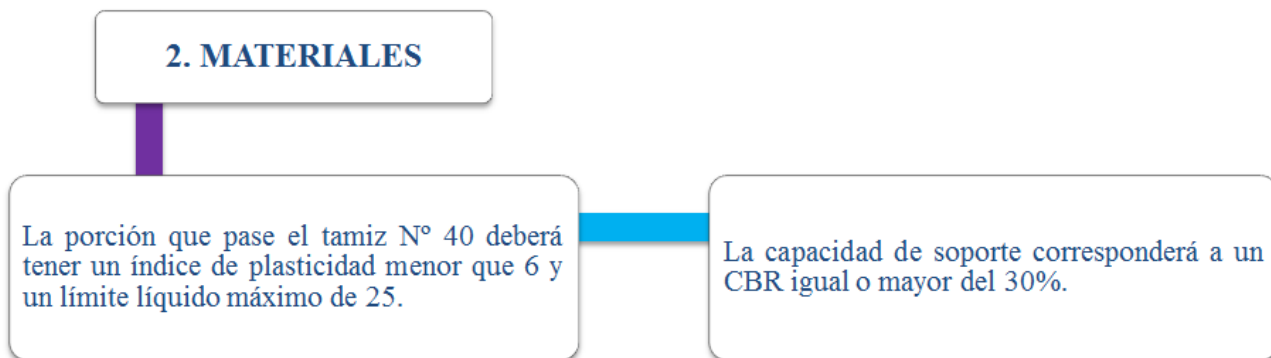 2. MATERIALES
La porción que pase el tamiz Nº 40 deberá
tener un índice de plasticidad menor que 6 y
un límite líquido máximo de 25.
La capacidad de soporte corresponderá a un
CBR igual o mayor del 30%.